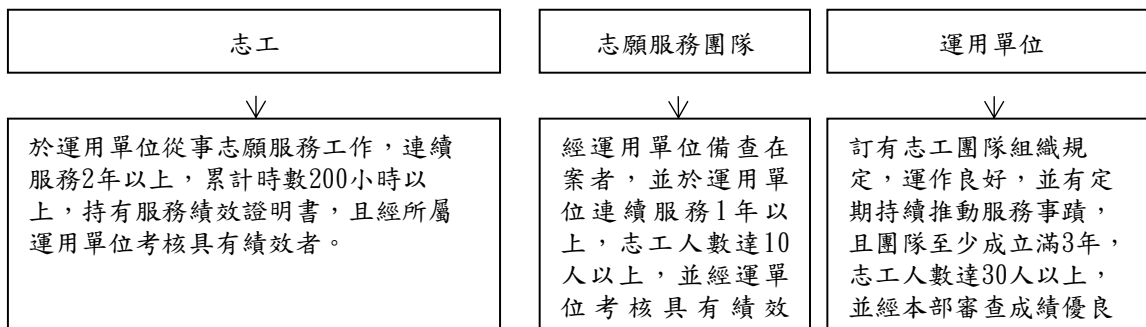 志工
志願服務團隊
運用單位
於運用單位從事志願服務工作，連續
服務2年以上，累計時數200小時以
上，持有服務績效證明書，且經所屬
運用單位考核具有績效者。
經運用單位備查在
案者，並於運用單
位連續服務1年以
上，志工人數達10
人以上，並經運單
位考核具有績效
訂有志工團隊組織規
定，運作良好，並有定
期持續推動服務事蹟，
且團隊至少成立滿3年，
志工人數達30人以上，
並經本部審查成績優良